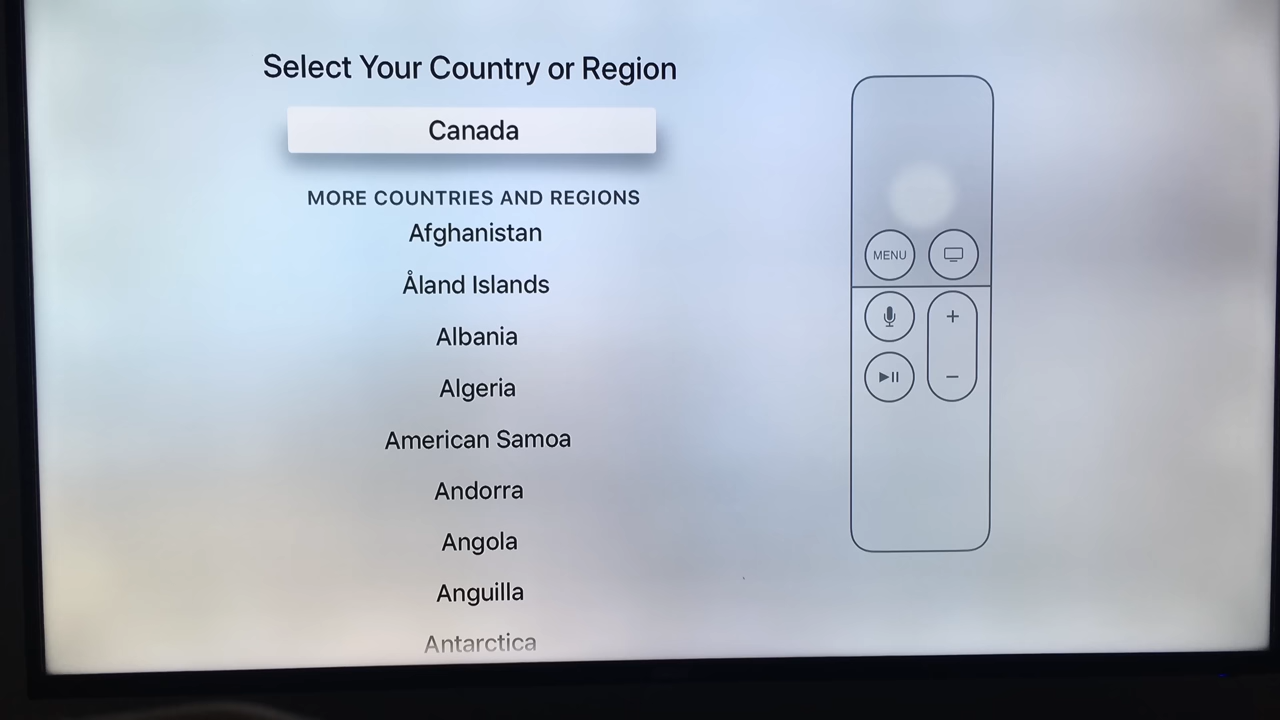 Select Your Country or Region
Canada
MORE COUNTRIES AND REGIONS
Afghanistan
Åland Islands
Albania
Algeria
American Samoa
Andorra
Angola
Anguilla
Antarctica
MENU
+
−